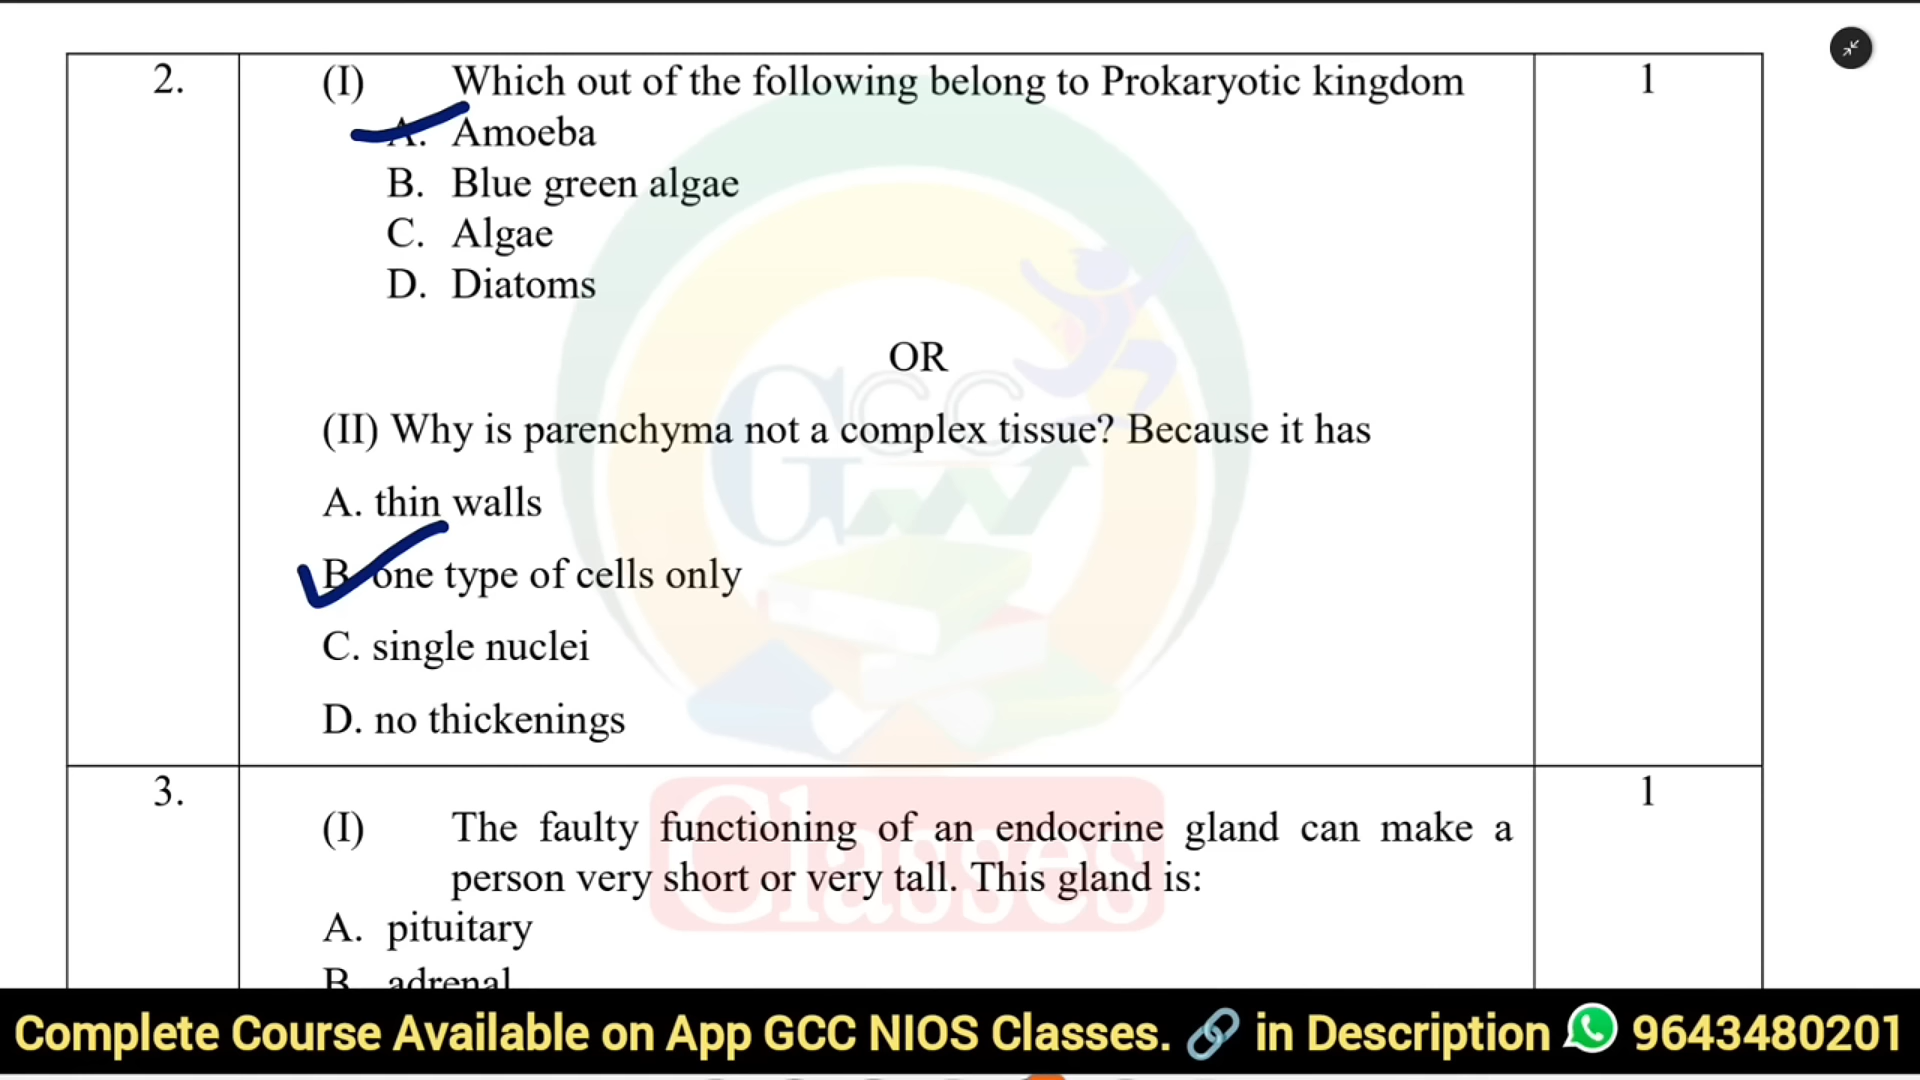 2. (I) Which out of the following belong to Prokaryotic kingdom 1
A. Amoeba
B. Blue green algae
C. Algae
D. Diatoms
OR
(II) Why is parenchyma not a complex tissue? Because it has
A. thin walls
B. one type of cells only
C. single nuclei
D. no thickenings
3. 1
(I) The faulty functioning of an endocrine gland can make a
person very short or very tall. This gland is:
A. pituitary
B. adrenal
GCC
Classes
Complete Course Available on App GCC NIOS Classes. 🔗 in Description 9643480201